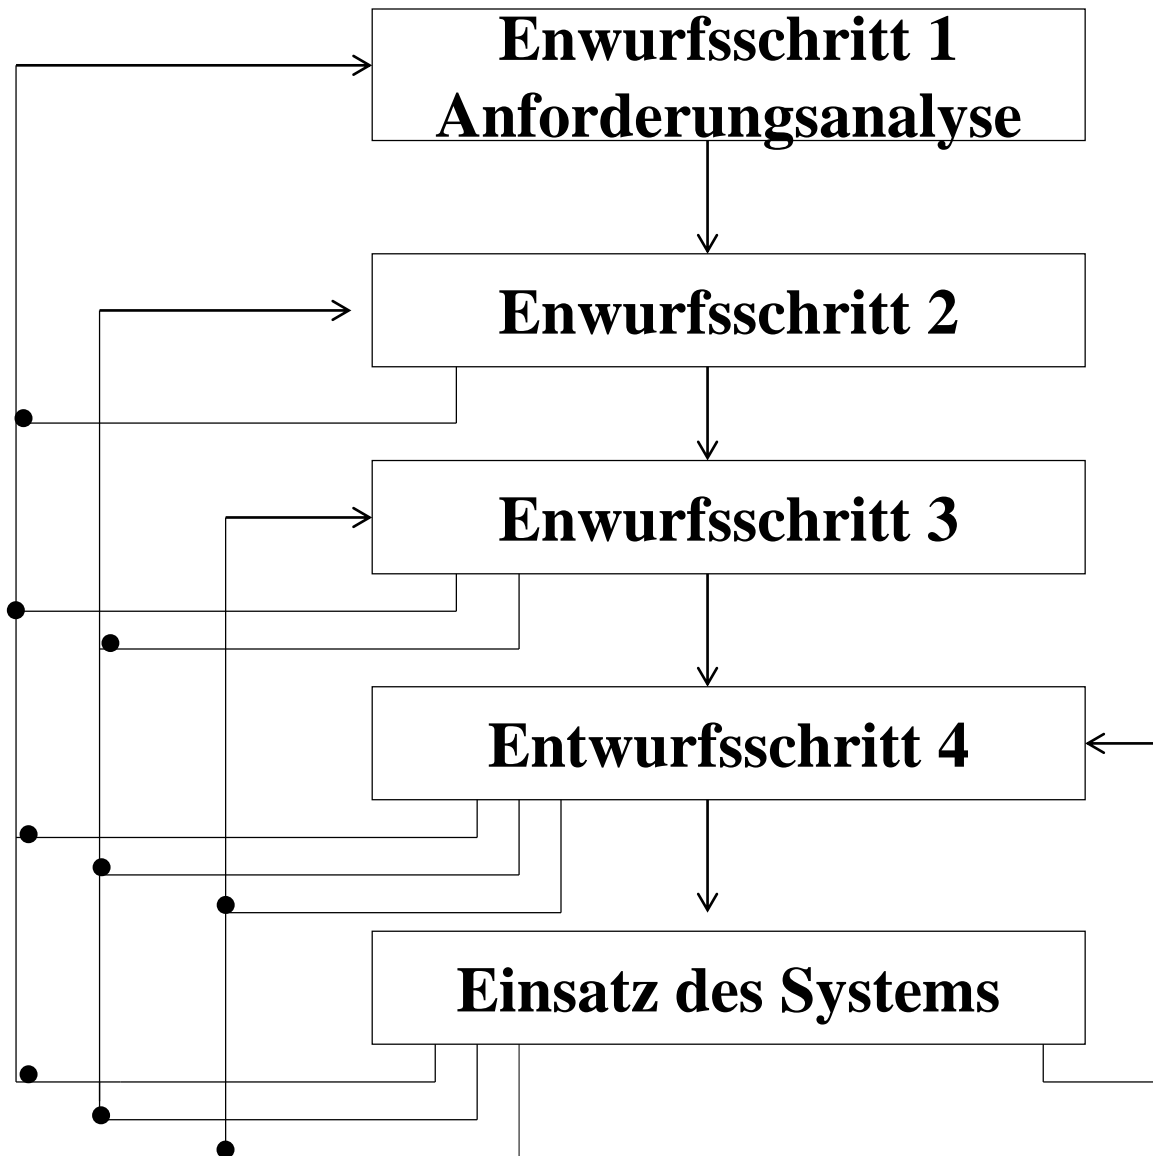 Enwurfsschritt 1
Anforderungsanalyse
Enwurfsschritt 2
Enwurfsschritt 3
Entwurfsschritt 4
Einsatz des Systems